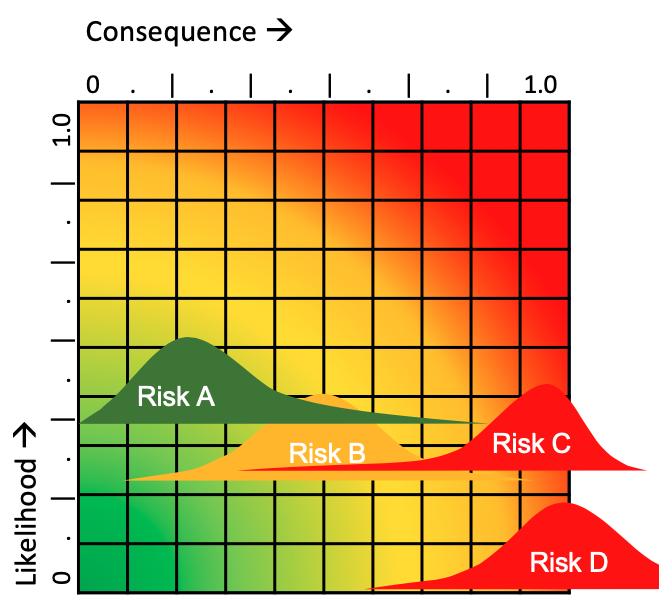 Consequence →
0 . | . | . | . | . | 1.0
1.0
Risk A
Risk B
Risk C
Risk D
0
Likelihood →